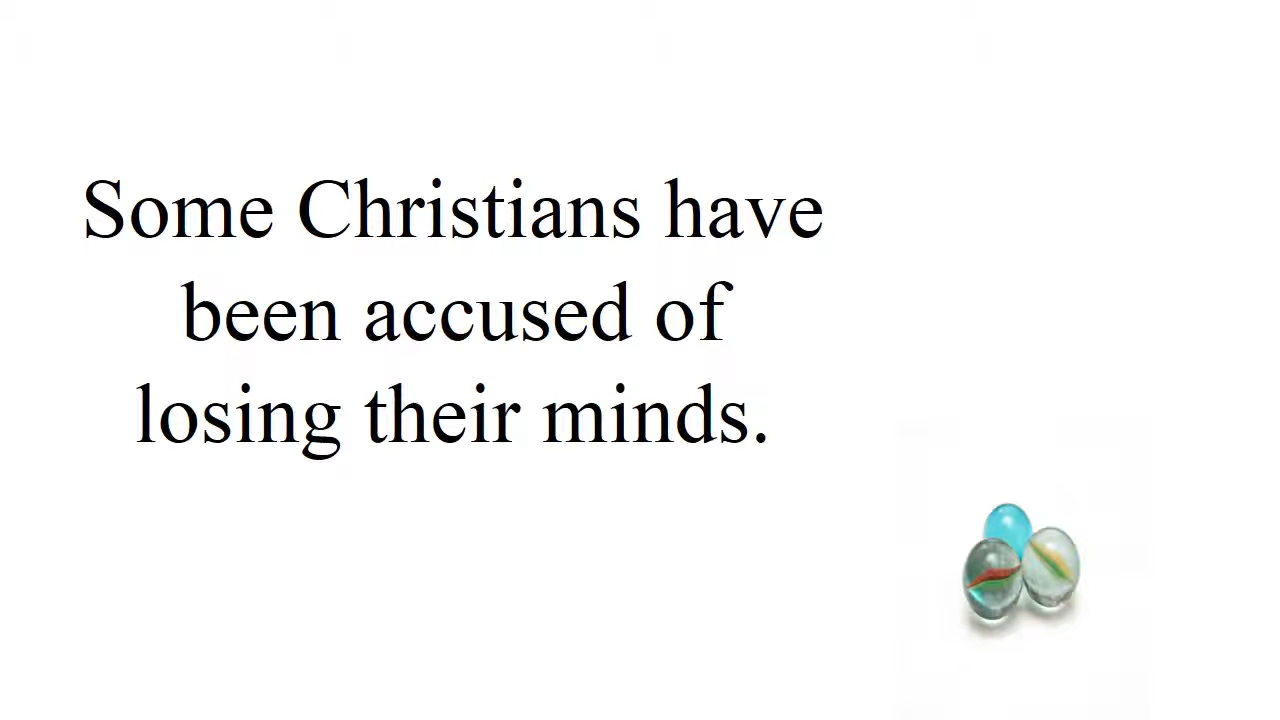 Some Christians have
been accused of
losing their minds.